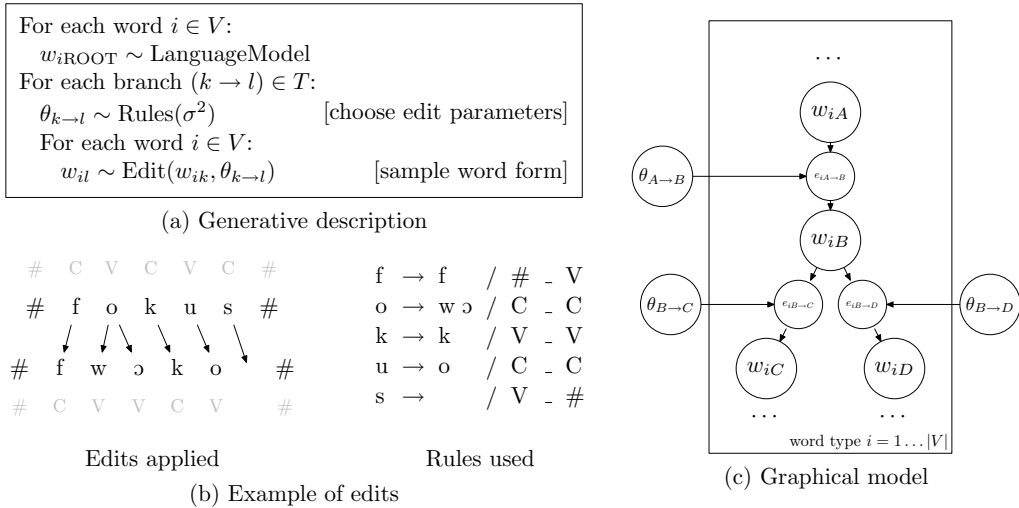 For each word i ∈ V:
w_iROOT ∼ LanguageModel
For each branch (k → l) ∈ T:
θ_k→l ∼ Rules(σ²) [choose edit parameters]
For each word i ∈ V:
w_il ∼ Edit(w_ik, θ_k→l) [sample word form]
(a) Generative description
# C V C V C #
# f o k u s #
# f w ɔ k o #
# C V V C V #
Edits applied
f → f / # _ V
o → w ɔ / C _ C
k → k / V _ V
u → o / C _ C
s → / V _ #
Rules used
(b) Example of edits
...
w_iA
θ_A→B e_iA→B
w_iB
θ_B→C e_iB→C e_iB→D θ_B→D
w_iC w_iD
... ...
word type i = 1 . . . |V|
(c) Graphical model